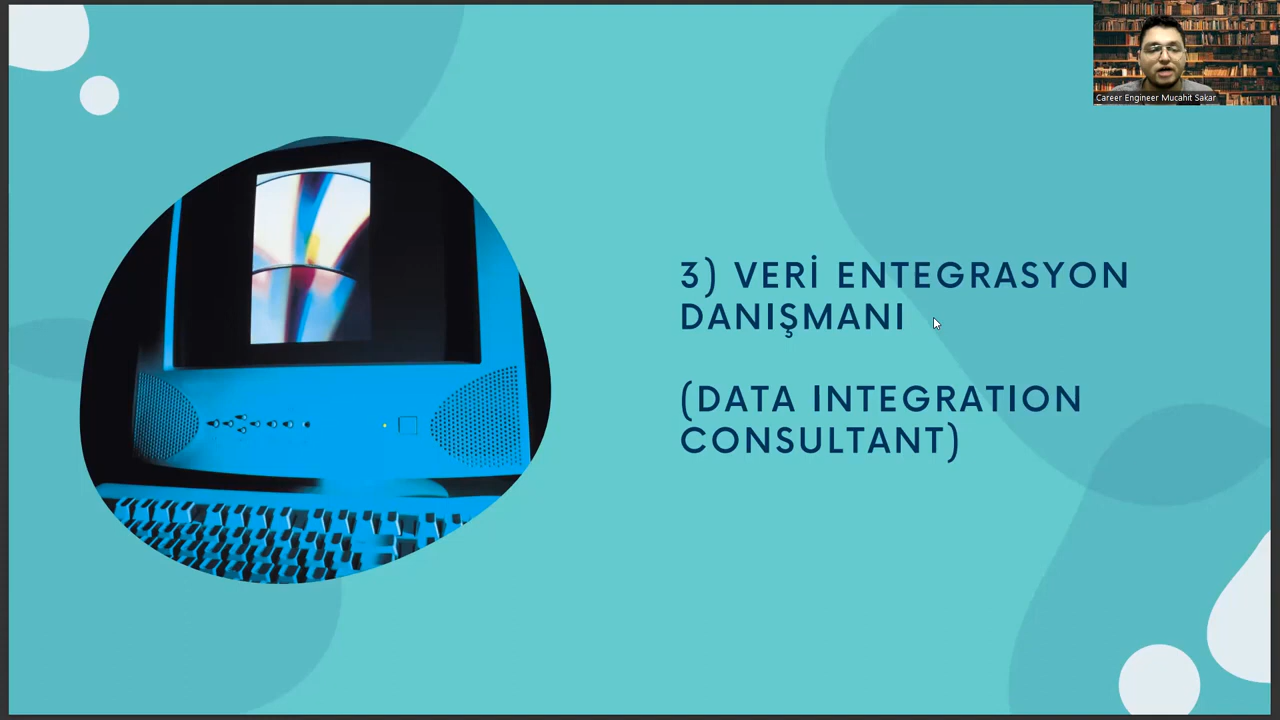 Career Engineer Mucahit Sakar
3) VERİ ENTEGRASYON
DANIŞMANI
(DATA INTEGRATION
CONSULTANT)